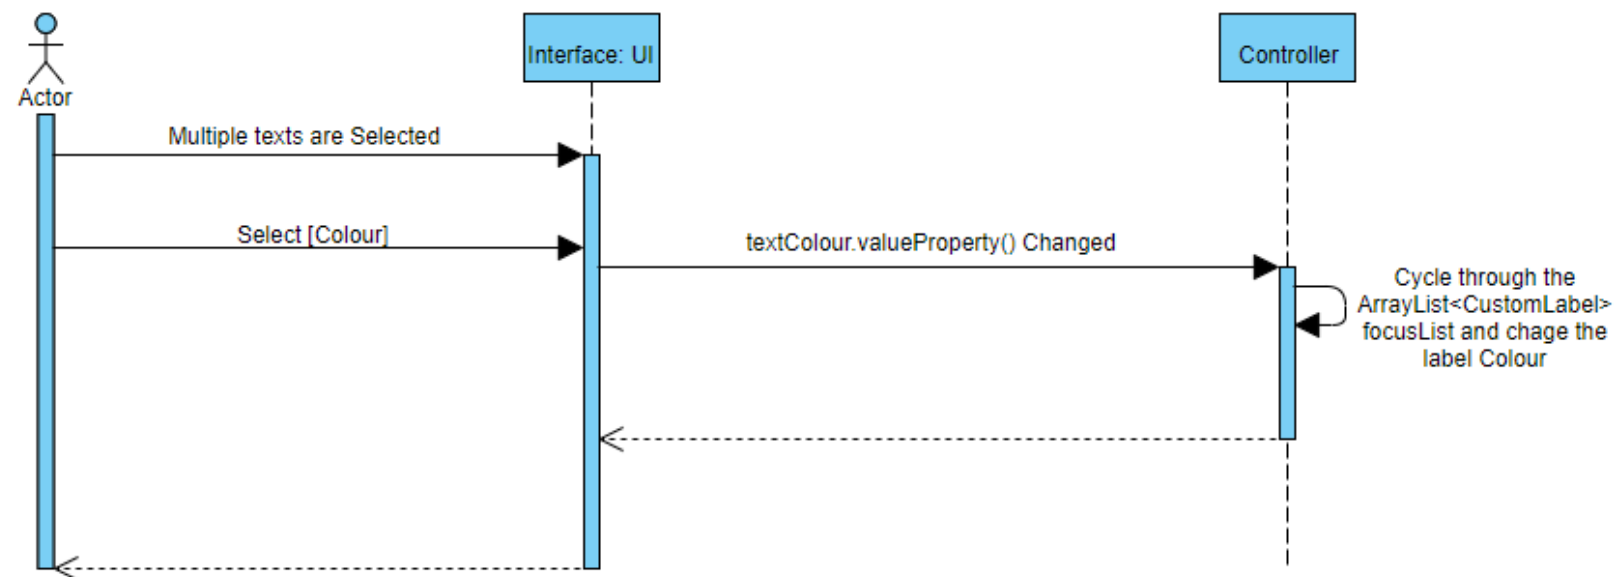 Interface: UI
Controller
Actor
Multiple texts are Selected
Select [Colour]
textColour.valueProperty() Changed
Cycle through the
ArrayList<CustomLabel>
focusList and chage the
label Colour